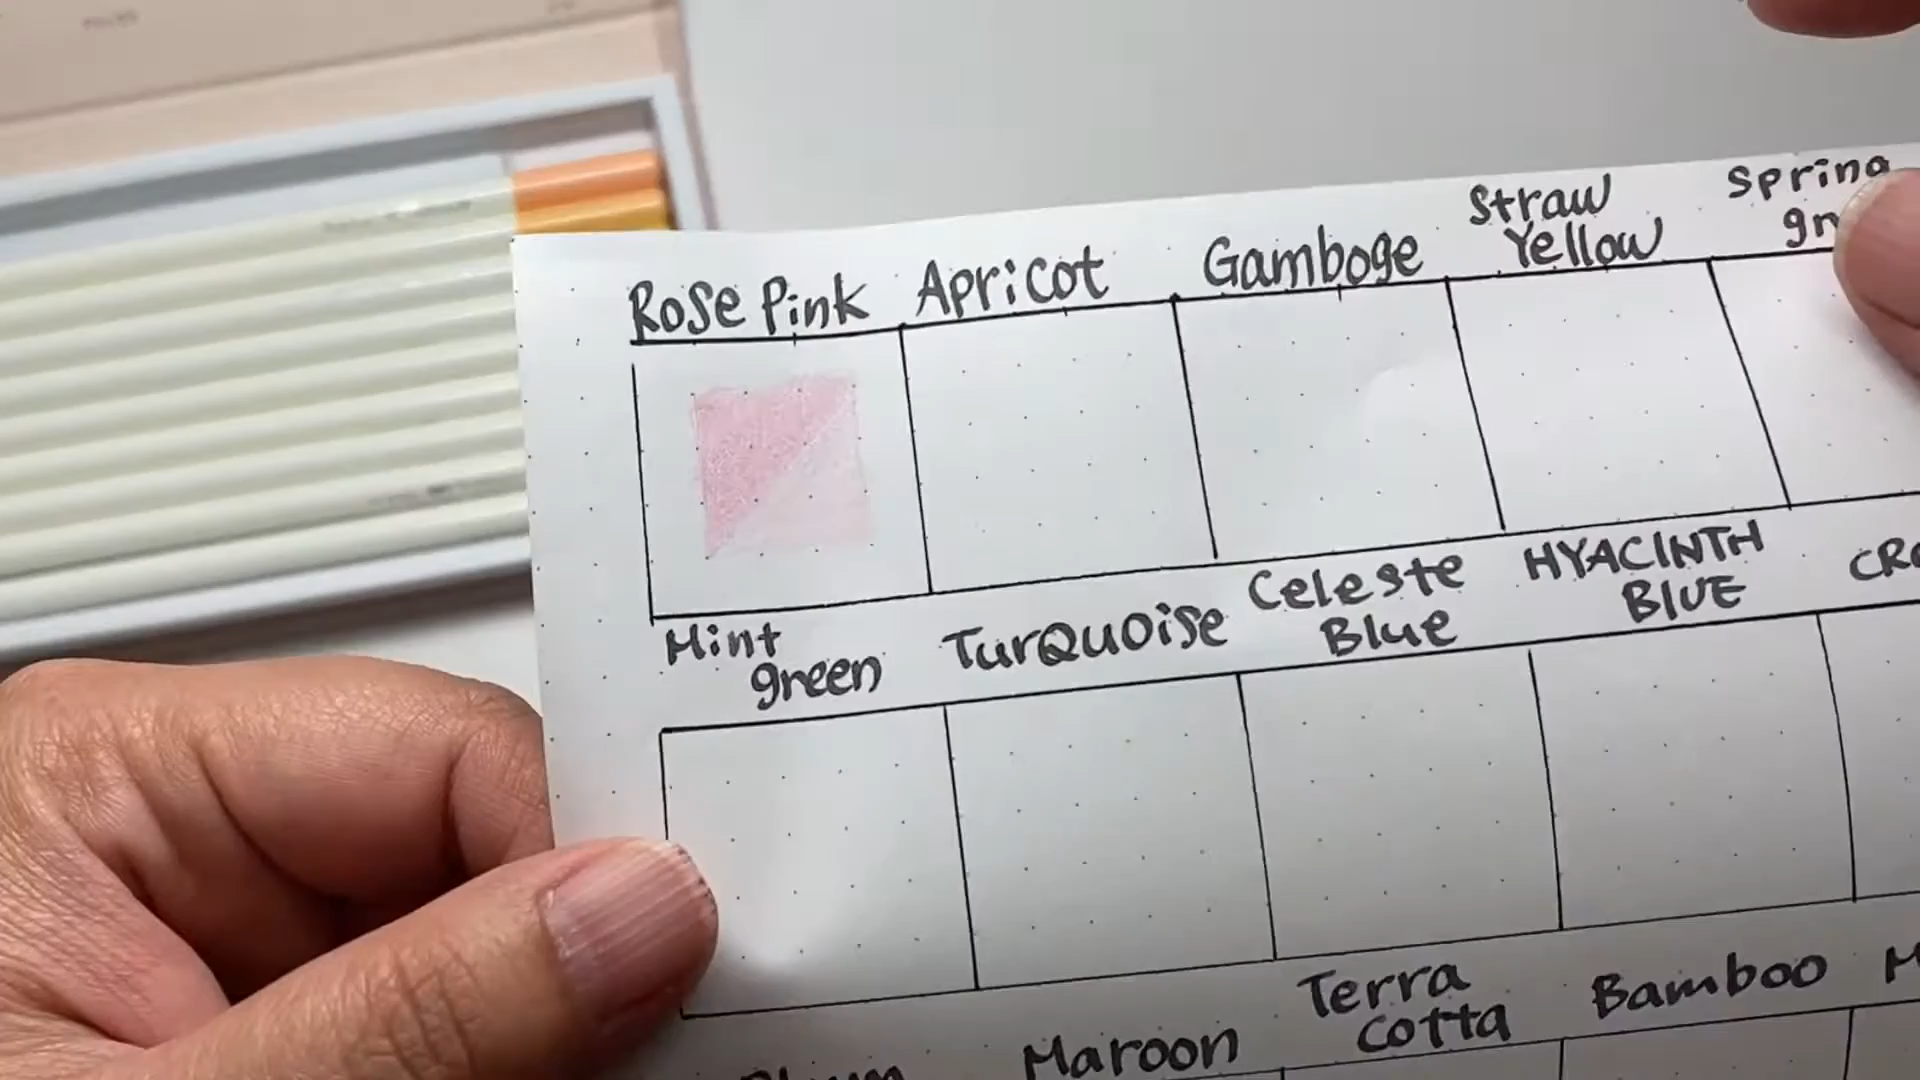 Rose Pink Apricot Gamboge Straw Yellow Spring
Mint green Turquoise Celeste Blue HYACINTH BLUE
Maroon Terra Cotta Bamboo